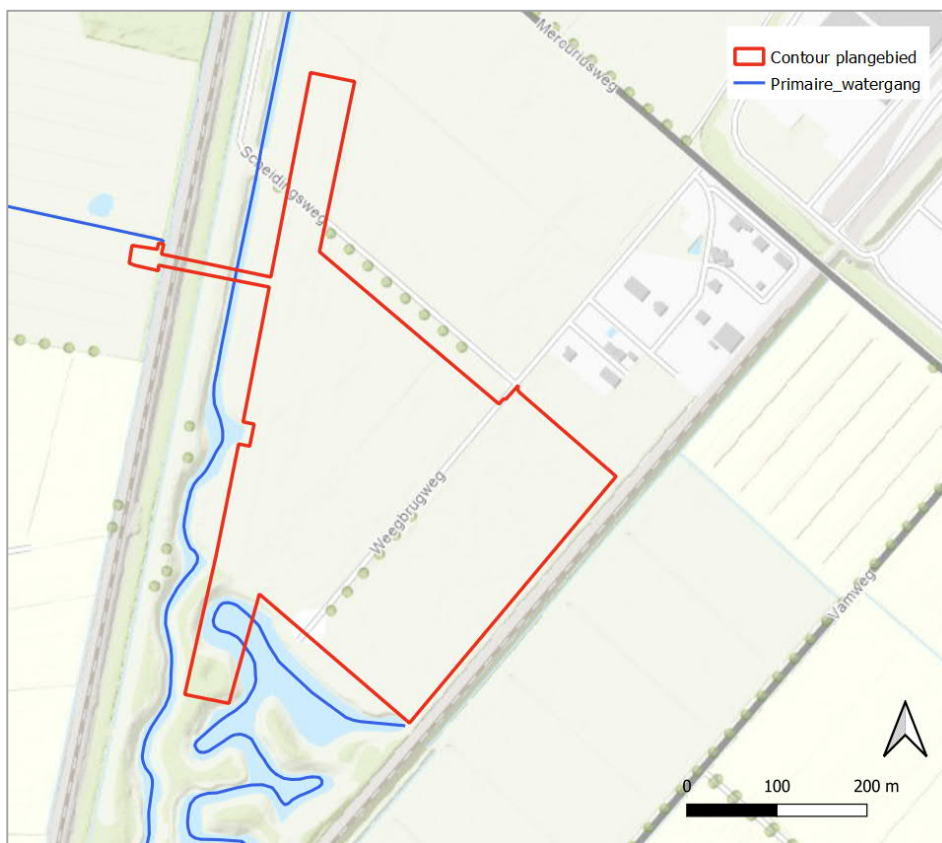 Mercuriusweg
Contour plangebied
Primaire_watergang
Scheidingsweg
Weegbrugweg
Vamweg
0 100 200 m